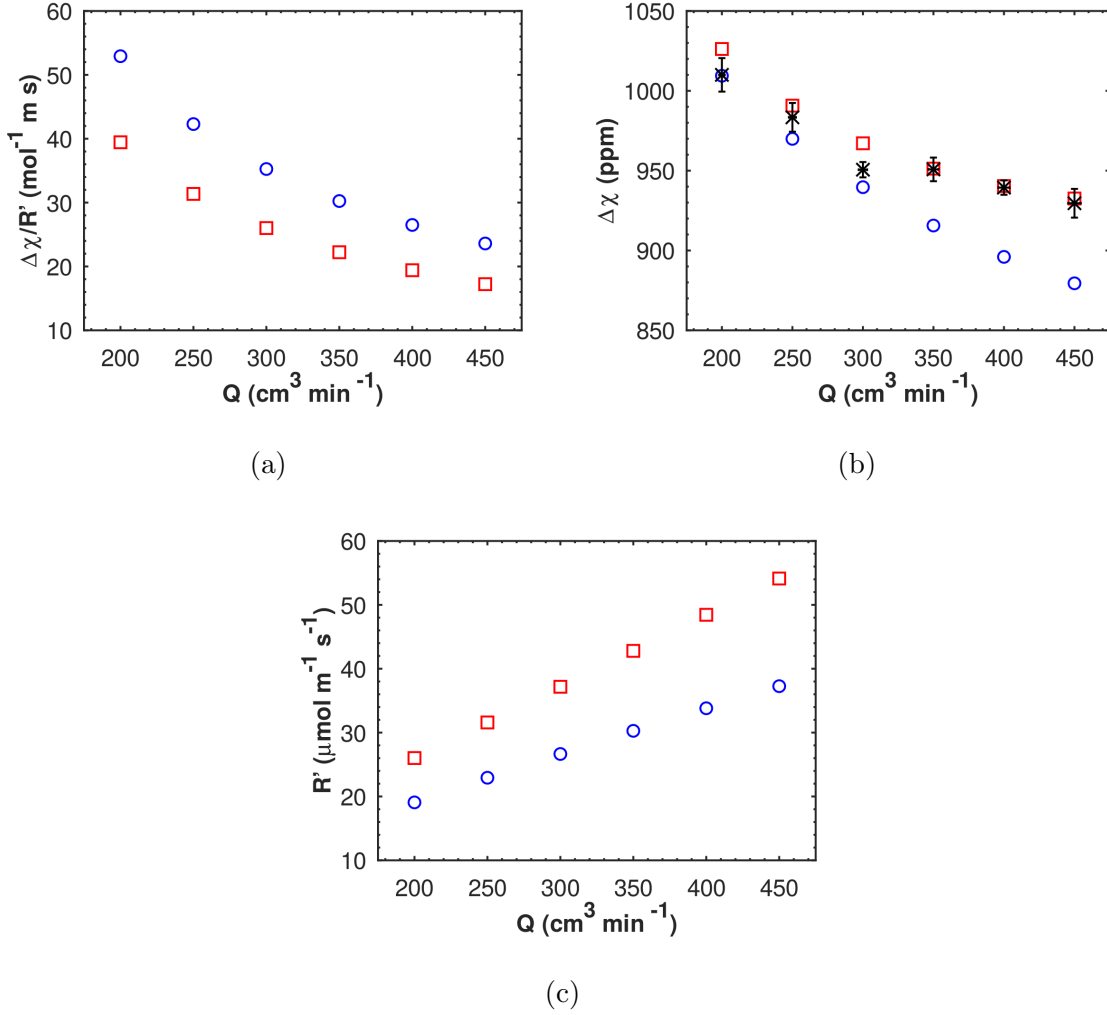 60
50
40
30
20
10
Δχ/R' (mol⁻¹ m s)
200 250 300 350 400 450
Q (cm³ min ⁻¹)
(a)
1050
1000
950
900
850
Δχ (ppm)
200 250 300 350 400 450
Q (cm³ min ⁻¹)
(b)
60
50
40
30
20
10
R' (μmol m⁻¹ s⁻¹)
200 250 300 350 400 450
Q (cm³ min ⁻¹)
(c)